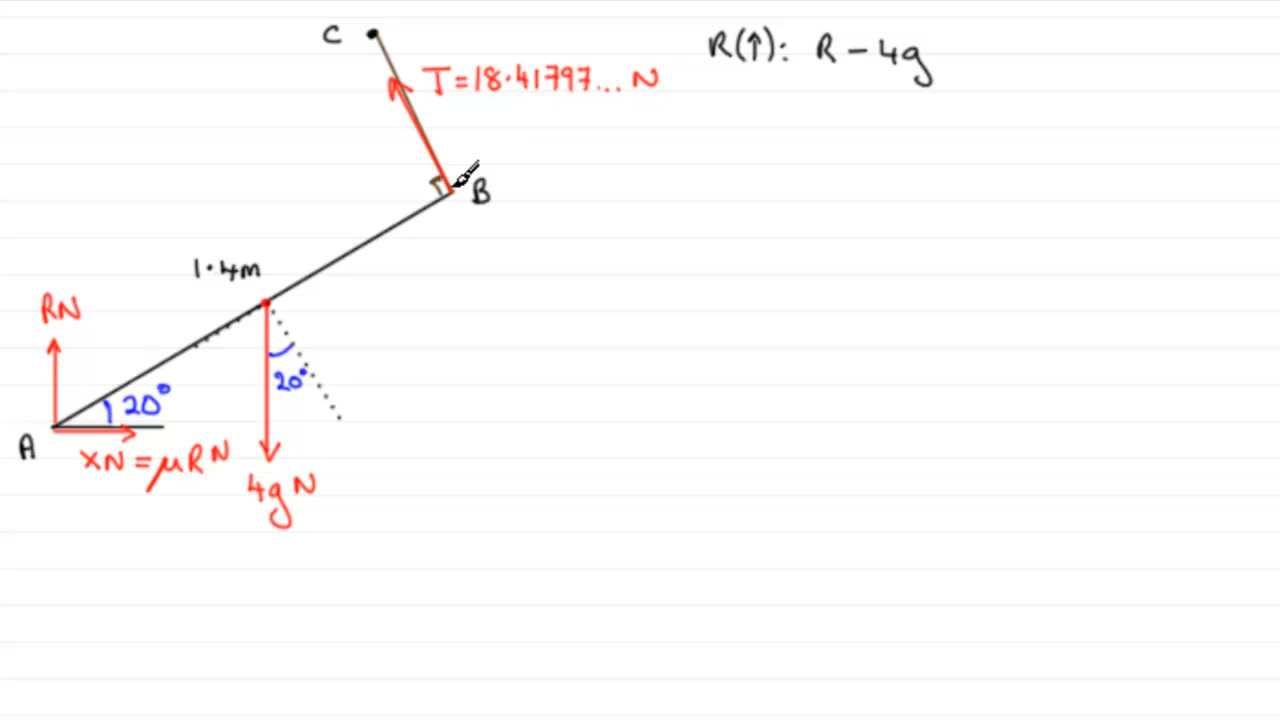 C
R(↑): R - 4g
T = 18.41797... N
B
1.4m
RN
20°
20°
A
XN = μRN
4gN